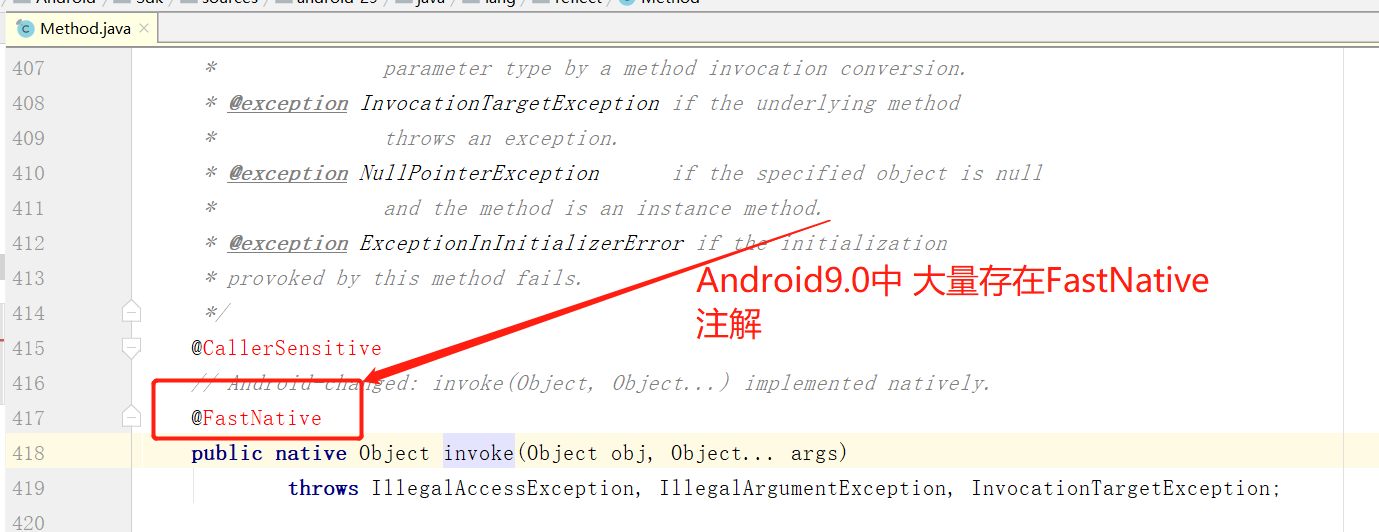 Android > Sdk > sources > android-29 > java > lang > reflect > Method
Method.java
407 * parameter type by a method invocation conversion.
408 * @exception InvocationTargetException if the underlying method
409 * throws an exception.
410 * @exception NullPointerException if the specified object is null
411 * and the method is an instance method.
412 * @exception ExceptionInInitializerError if the initialization
413 * provoked by this method fails.
414 */
415 @CallerSensitive
416 // Android-changed: invoke(Object, Object...) implemented natively.
417 @FastNative
418 public native Object invoke(Object obj, Object... args)
419 throws IllegalAccessException, IllegalArgumentException, InvocationTargetException;
420
Android9.0中 大量存在FastNative
注解